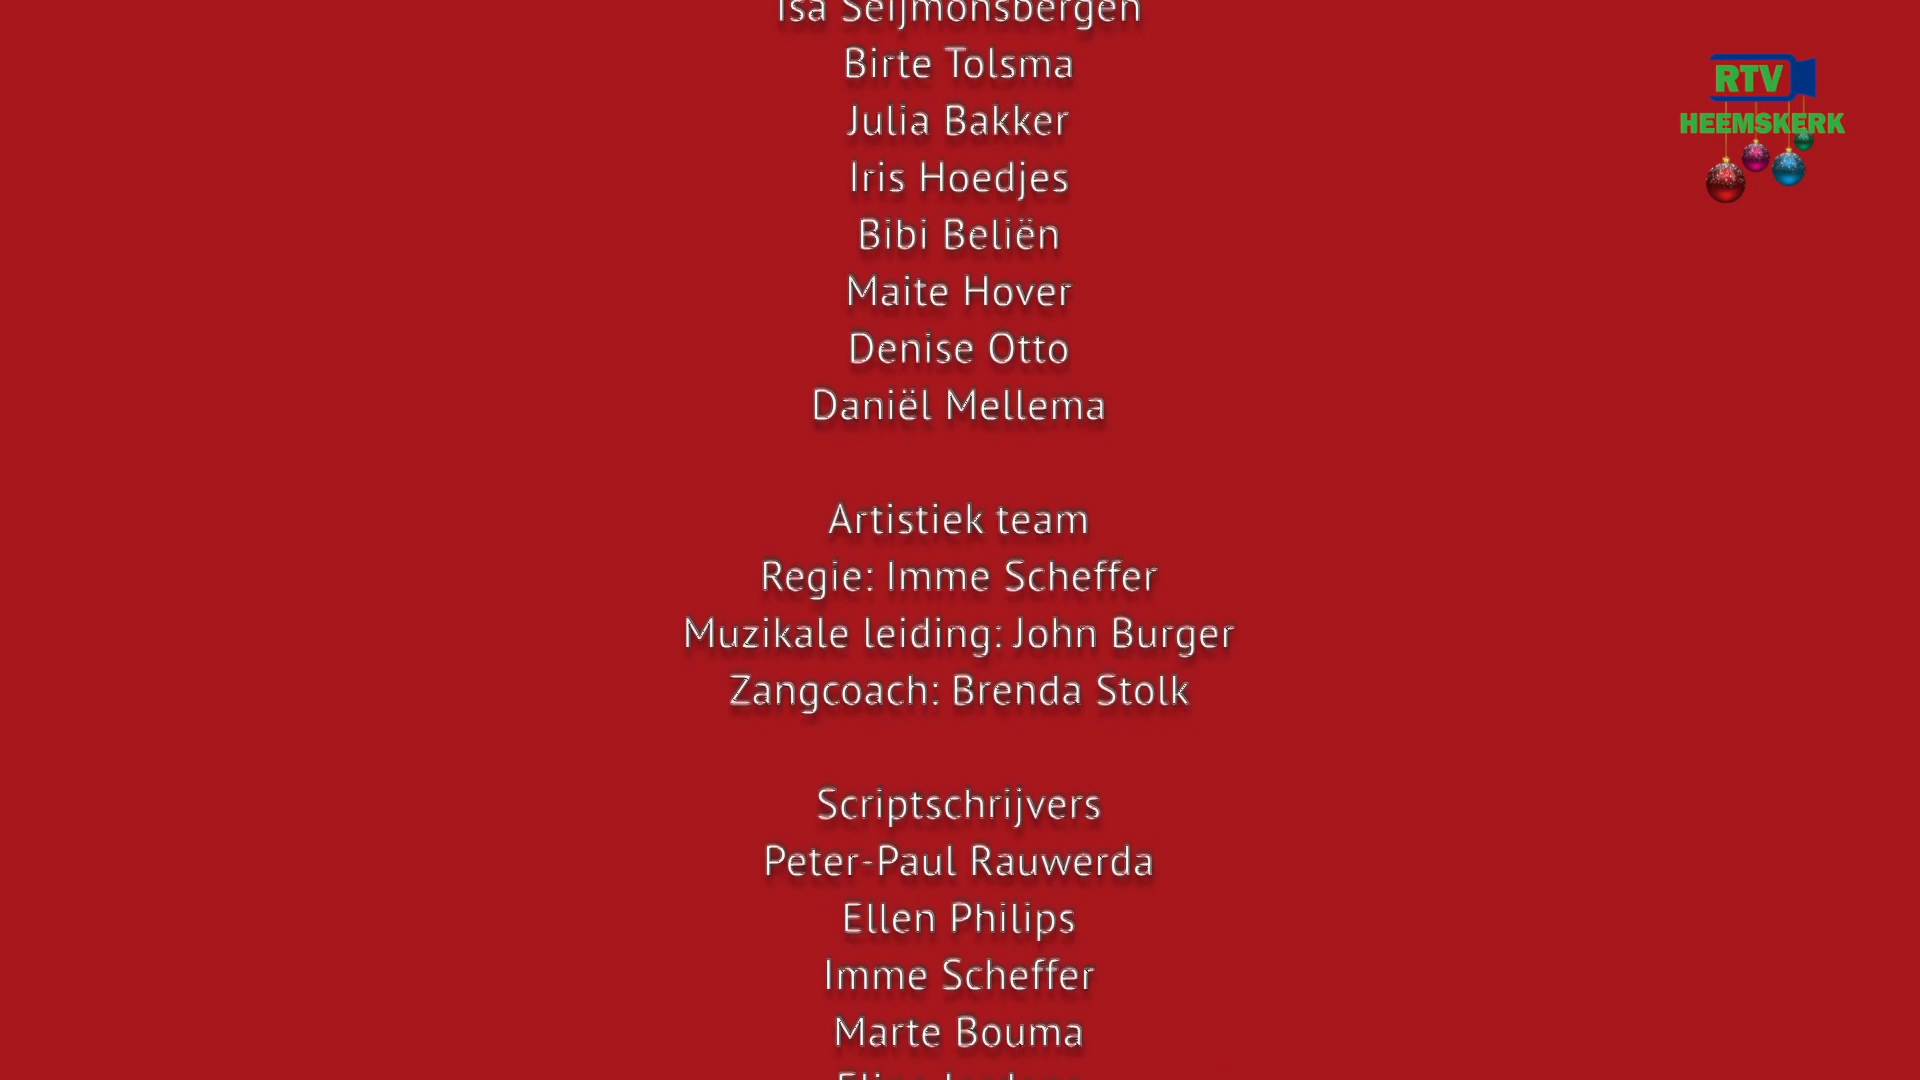 Isa Seijmonsbergen
Birte Tolsma
Julia Bakker
Iris Hoedjes
Bibi Beliën
Maite Hover
Denise Otto
Daniël Mellema
Artistiek team
Regie: Imme Scheffer
Muzikale leiding: John Burger
Zangcoach: Brenda Stolk
Scriptschrijvers
Peter-Paul Rauwerda
Ellen Philips
Imme Scheffer
Marte Bouma
RTV
HEEMSKERK